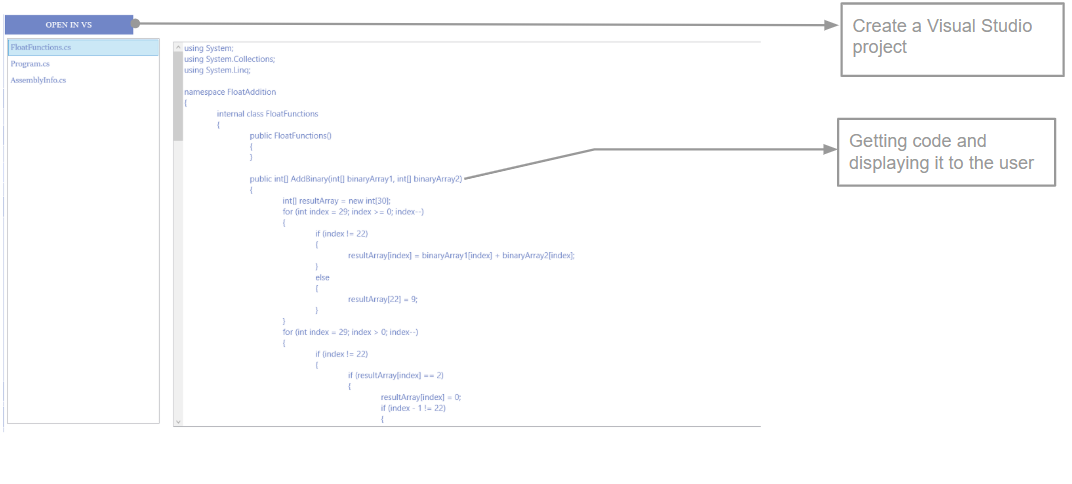 OPEN IN VS
Create a Visual Studio
project
FloatFunctions.cs
Program.cs
AssemblyInfo.cs
using System;
using System.Collections;
using System.Linq;
namespace FloatAddition
{
internal class FloatFunctions
{
public FloatFunctions()
{
}
Getting code and
displaying it to the user
public int[] AddBinary(int[] binaryArray1, int[] binaryArray2)
{
int[] resultArray = new int[30];
for (int index = 29; index >= 0; index--)
{
if (index != 22)
{
resultArray[index] = binaryArray1[index] + binaryArray2[index];
}
else
{
resultArray[22] = 9;
}
}
for (int index = 29; index > 0; index--)
{
if (index != 22)
{
if (resultArray[index] == 2)
{
resultArray[index] = 0;
if (index - 1 != 22)
{